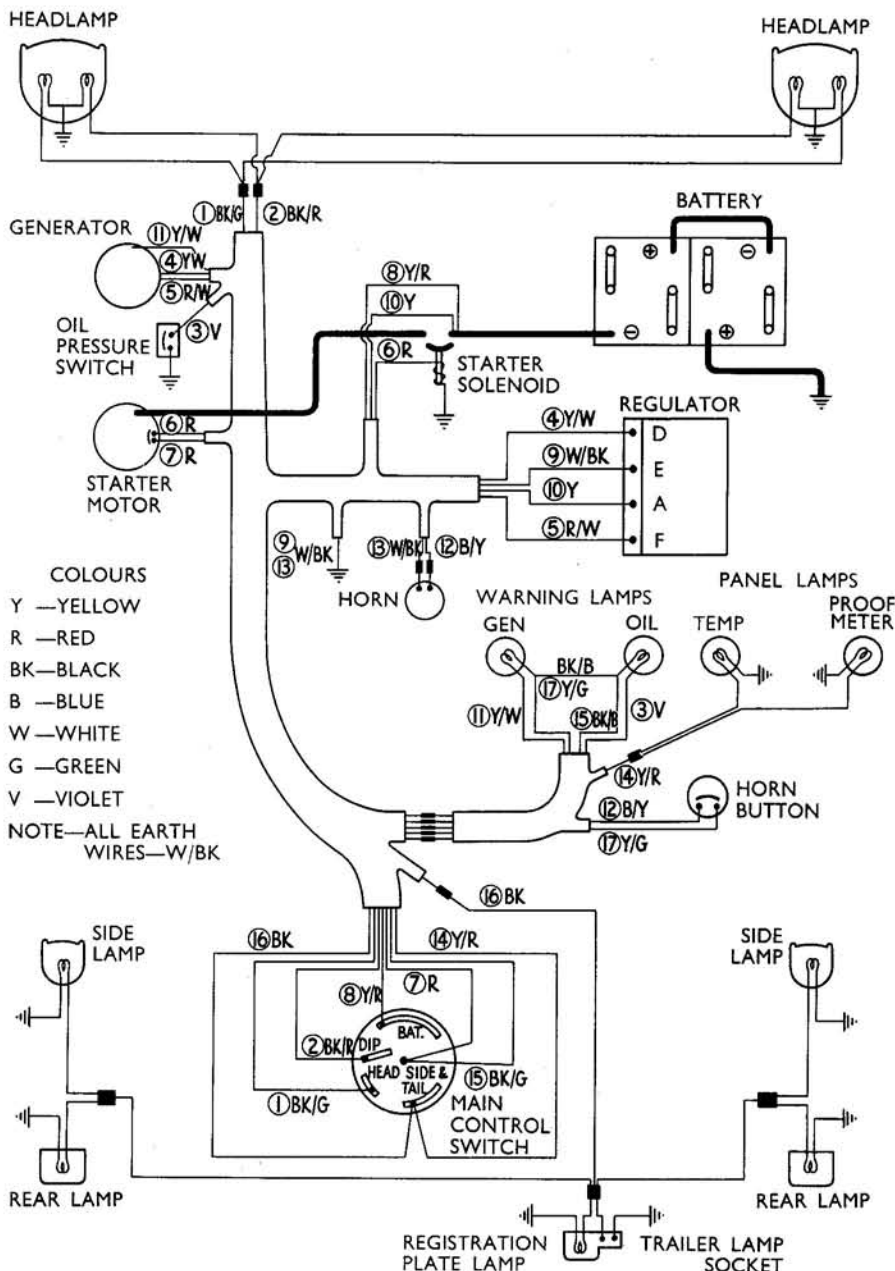 HEADLAMP
HEADLAMP
①BK/G
②BK/R
BATTERY
GENERATOR
⑪Y/W
④YW
⑤R/W
⑧Y/R
⑩Y
+
−
−
+
OIL
PRESSURE
SWITCH
③V
⑥R
STARTER
SOLENOID
REGULATOR
④Y/W
D
⑨W/BK
E
⑩Y
A
⑤R/W
F
⑥R
⑦R
STARTER
MOTOR
⑨
⑬
W/BK
⑬W/BK
⑫B/Y
HORN
COLOURS
Y —YELLOW
R —RED
BK—BLACK
B —BLUE
W —WHITE
G —GREEN
V —VIOLET
NOTE—ALL EARTH
WIRES—W/BK
WARNING LAMPS
GEN
OIL
PANEL LAMPS
TEMP
PROOF
METER
BK/B
⑰Y/G
⑪Y/W
⑮BK/B
③V
⑭Y/R
HORN
BUTTON
⑫B/Y
⑰Y/G
⑯BK
SIDE
LAMP
SIDE
LAMP
⑯BK
⑭Y/R
⑧Y/R
⑦R
BAT.
②BK/R
DIP
HEAD
SIDE &
TAIL
⑮BK/G
①BK/G
MAIN
CONTROL
SWITCH
REAR LAMP
REAR LAMP
REGISTRATION
PLATE LAMP
TRAILER LAMP
SOCKET